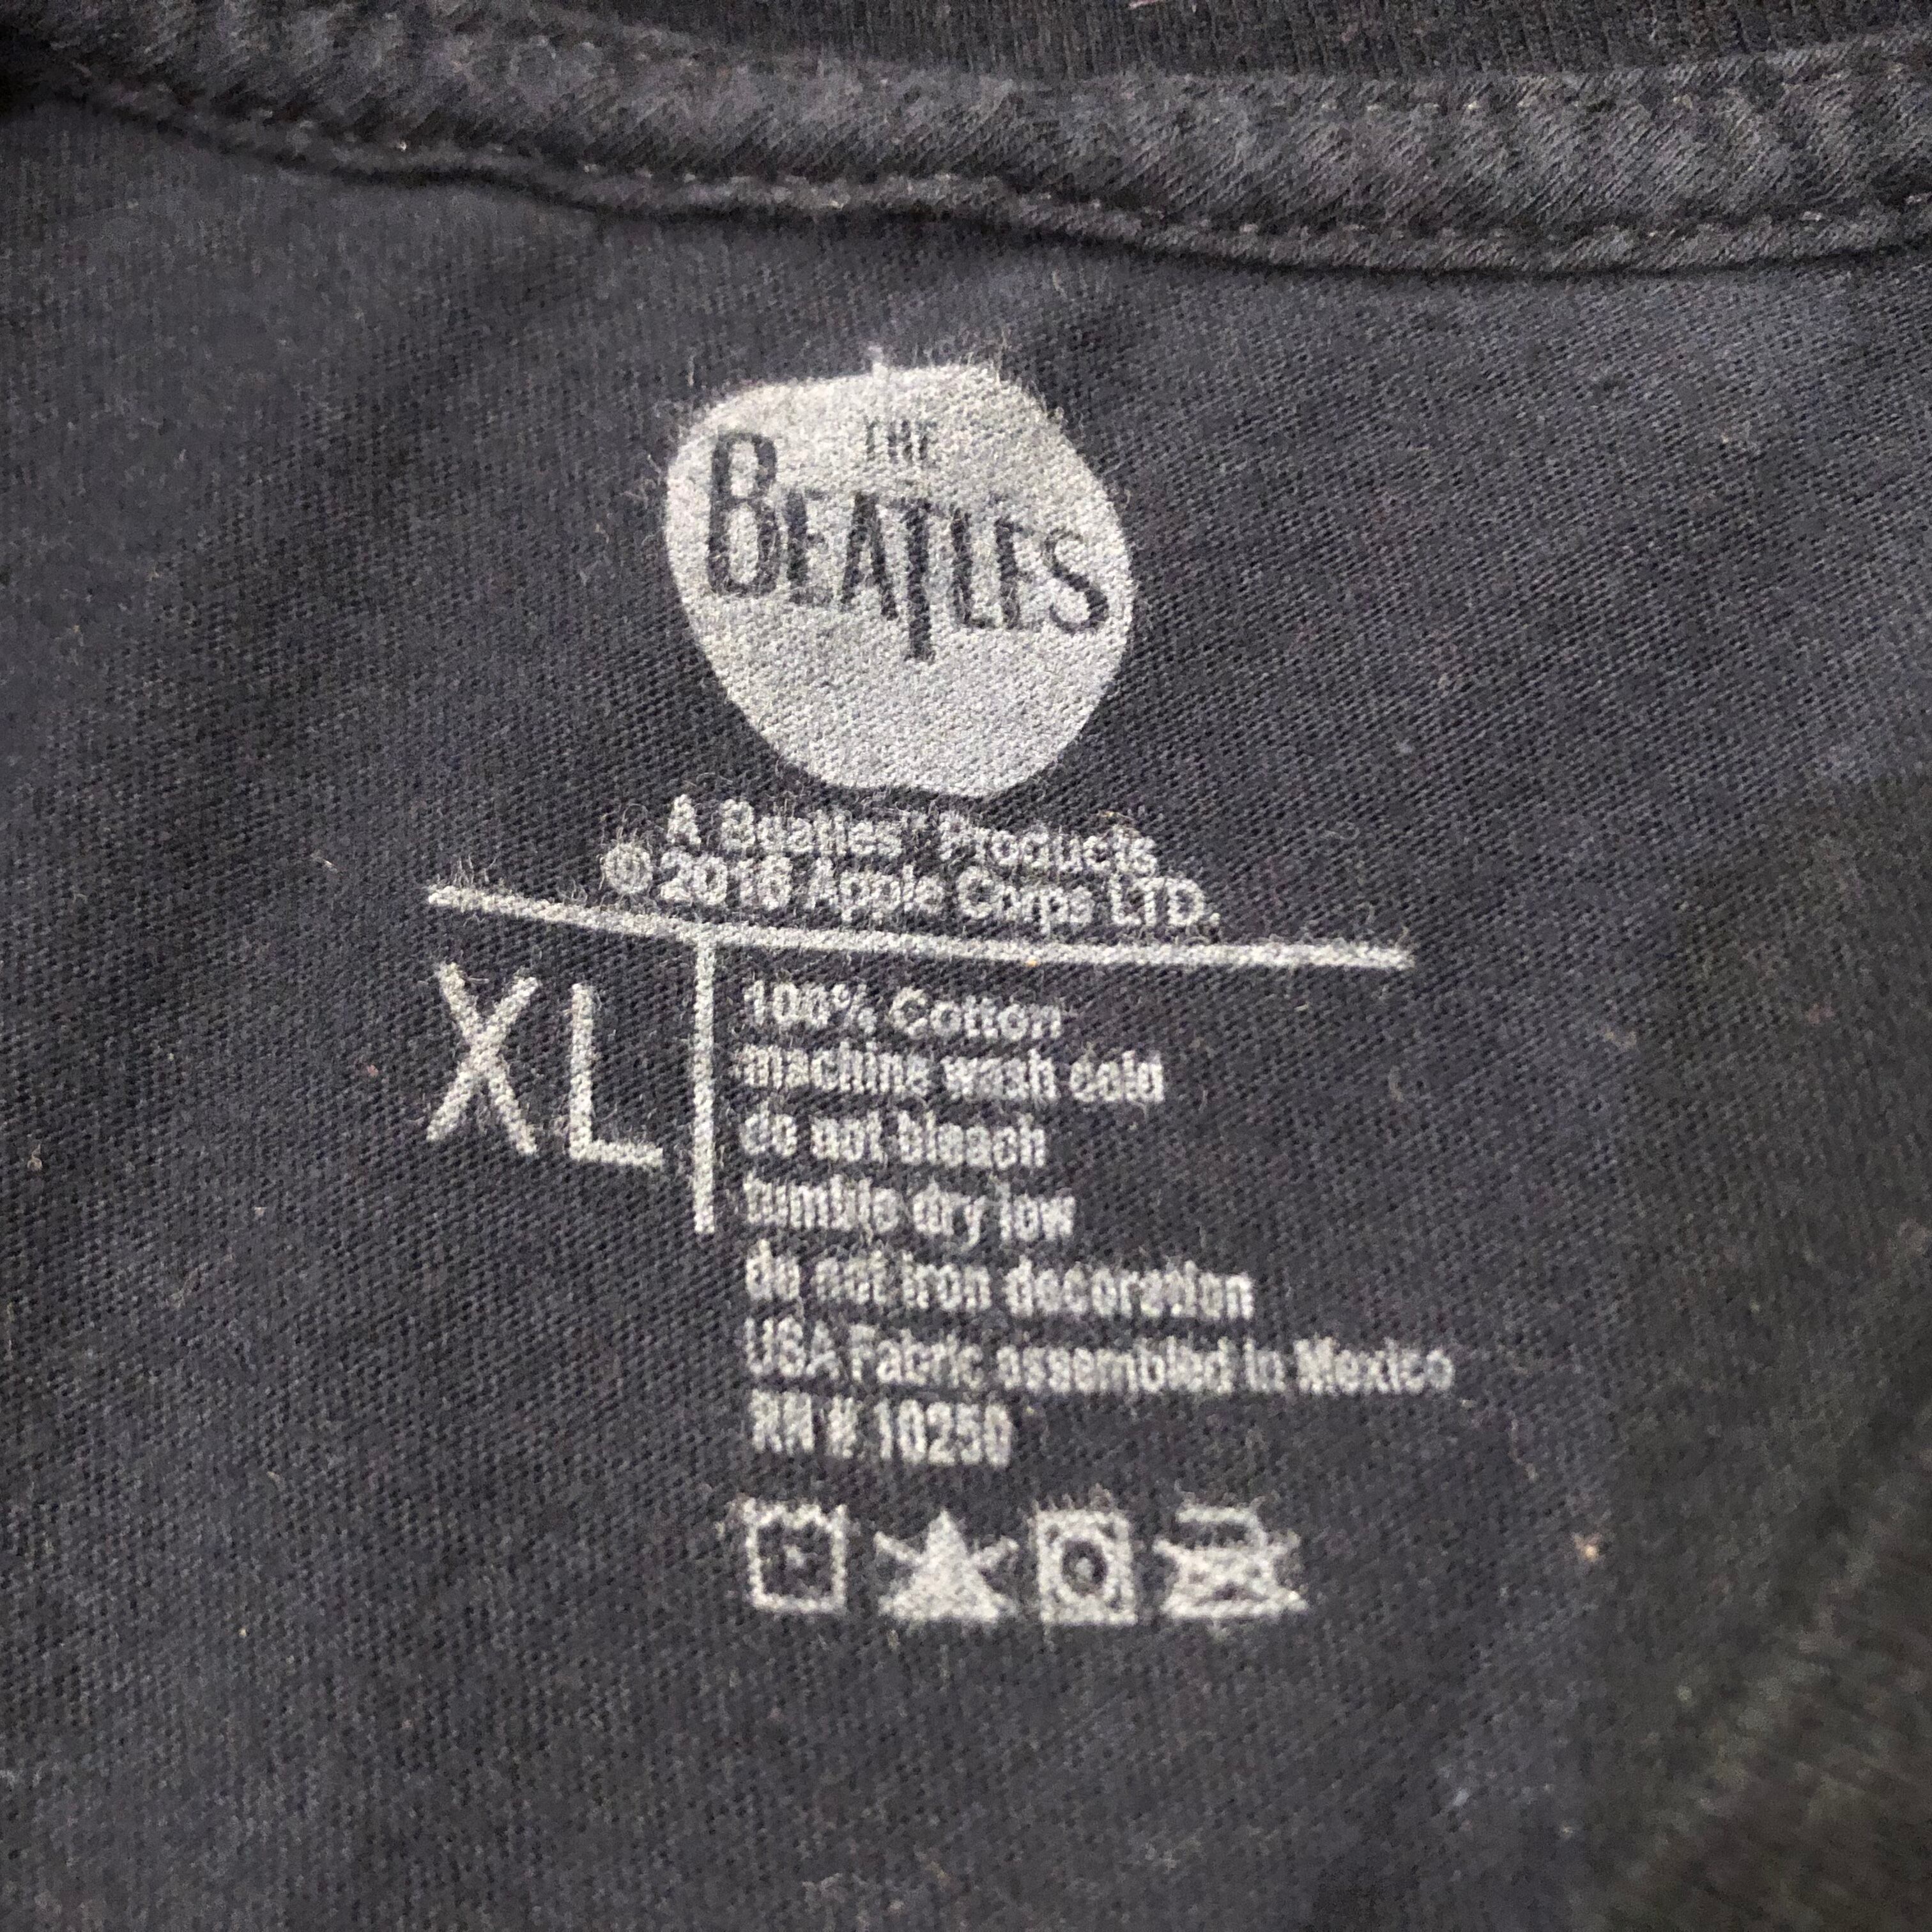 THE
BEATLES
A Beatles™ Products
© 2016 Apple Corps LTD.
XL
100% Cotton
machine wash cold
do not bleach
tumble dry low
do not iron decoration
USA Fabric assembled in Mexico
RN # 10250